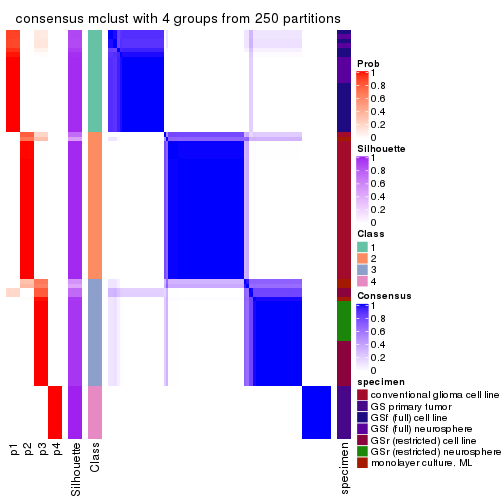 consensus mclust with 4 groups from 250 partitions
Prob
1
0.8
0.6
0.4
0.2
0
Silhouette
1
0.8
0.6
0.4
0.2
0
Class
1
2
3
4
Consensus
1
0.8
0.6
0.4
0.2
0
specimen
conventional glioma cell line
GS primary tumor
GSf (full) cell line
GSf (full) neurosphere
GSr (restricted) cell line
GSr (restricted) neurosphere
monolayer culture. ML
p1
p2
p3
p4
Silhouette
Class
specimen